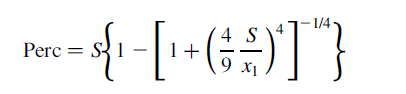 Perc = S{1 − [1 + (4/9 S/x₁)⁴]^−1/4}